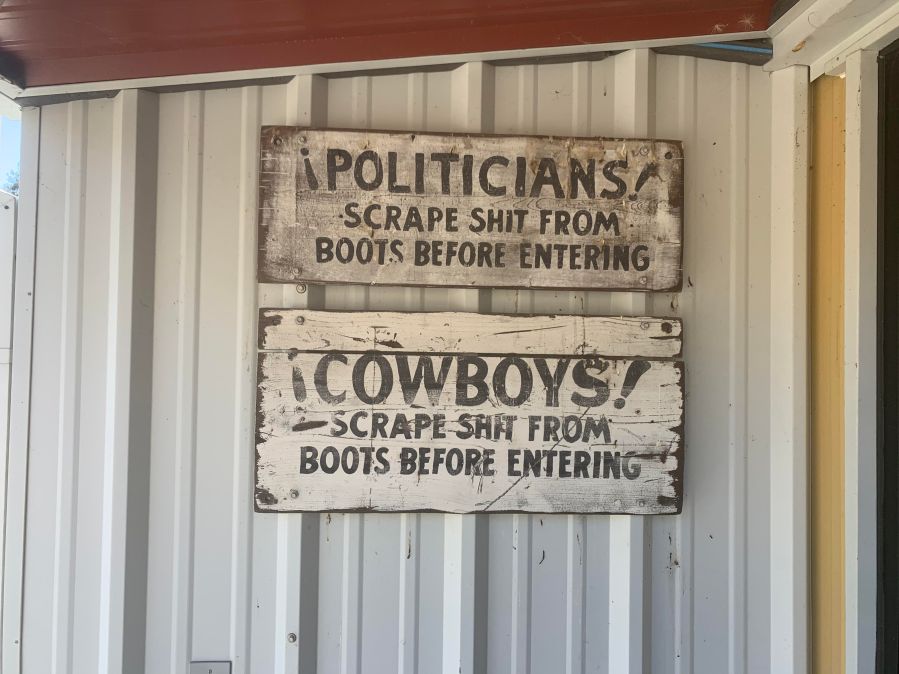 ¡POLITICIANS!
SCRAPE SHIT FROM
BOOTS BEFORE ENTERING
¡COWBOYS!
SCRAPE SHIT FROM
BOOTS BEFORE ENTERING